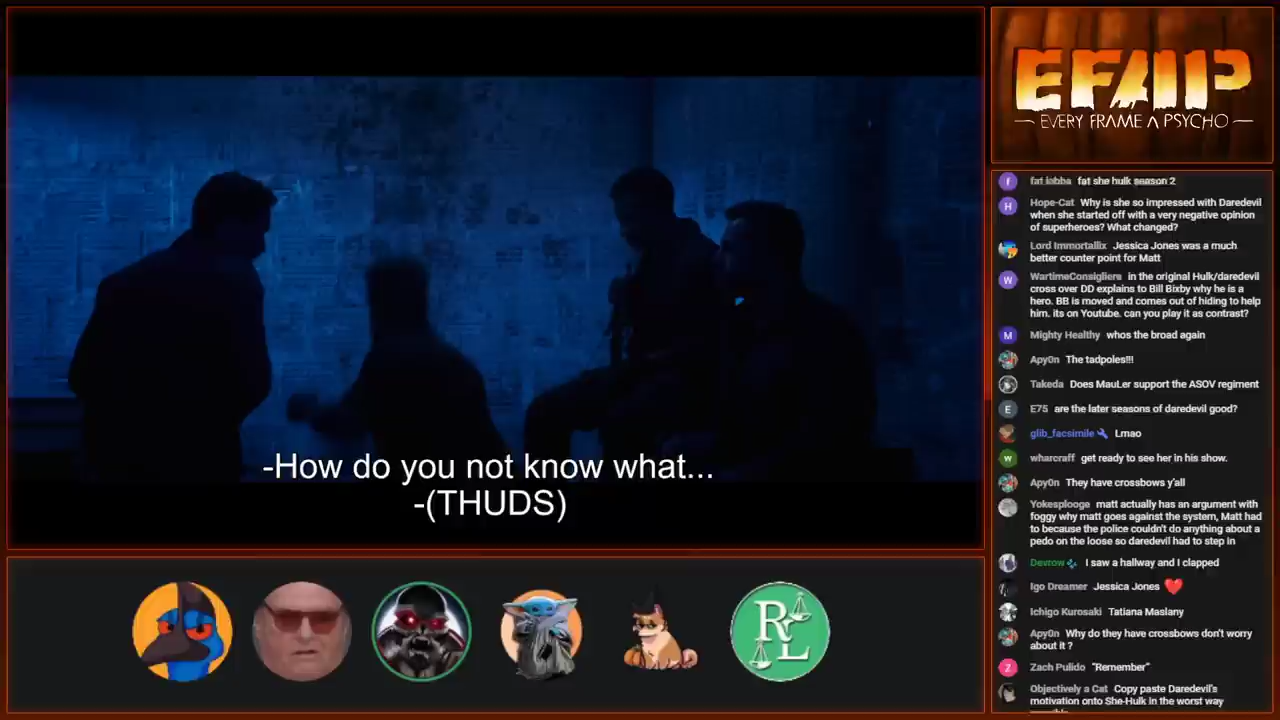 -How do you not know what...
-(THUDS)
RL
EFAP
EVERY FRAME A PSYCHO
fat jobba fat she hulk season 2
Hope-Cat Why is she so impressed with Daredevil
when she started off with a very negative opinion
of superheroes? What changed?
Lord Immortallix Jessica Jones was a much
better counter point for Matt
W
WartimeConsigliere in the original Hulk/daredevil
cross over DD explains to Bill Bixby why he is a
hero. BB is moved and comes out of hiding to help
him. its on Youtube. can you play it as contrast?
M
Mighty Healthy whos the broad again
Apy0n The tadpoles!!!
Takeda Does MauLer support the ASOV regiment
E
E75 are the later seasons of daredevil good?
glib_facsimile Lmao
w
wharcraff get ready to see her in his show.
Apy0n They have crossbows y'all
Yokesplooge matt actually has an argument with
foggy why matt goes against the system, Matt had
to because the police couldn't do anything about a
pedo on the loose so daredevil had to step in
Devrow I saw a hallway and I clapped
Igo Dreamer Jessica Jones ❤️
Ichigo Kurosaki Tatiana Maslany
Apy0n Why do they have crossbows don't worry
about it ?
Z
Zach Pulido "Remember"
Objectively a Cat Copy paste Daredevil's
motivation onto She-Hulk in the worst way